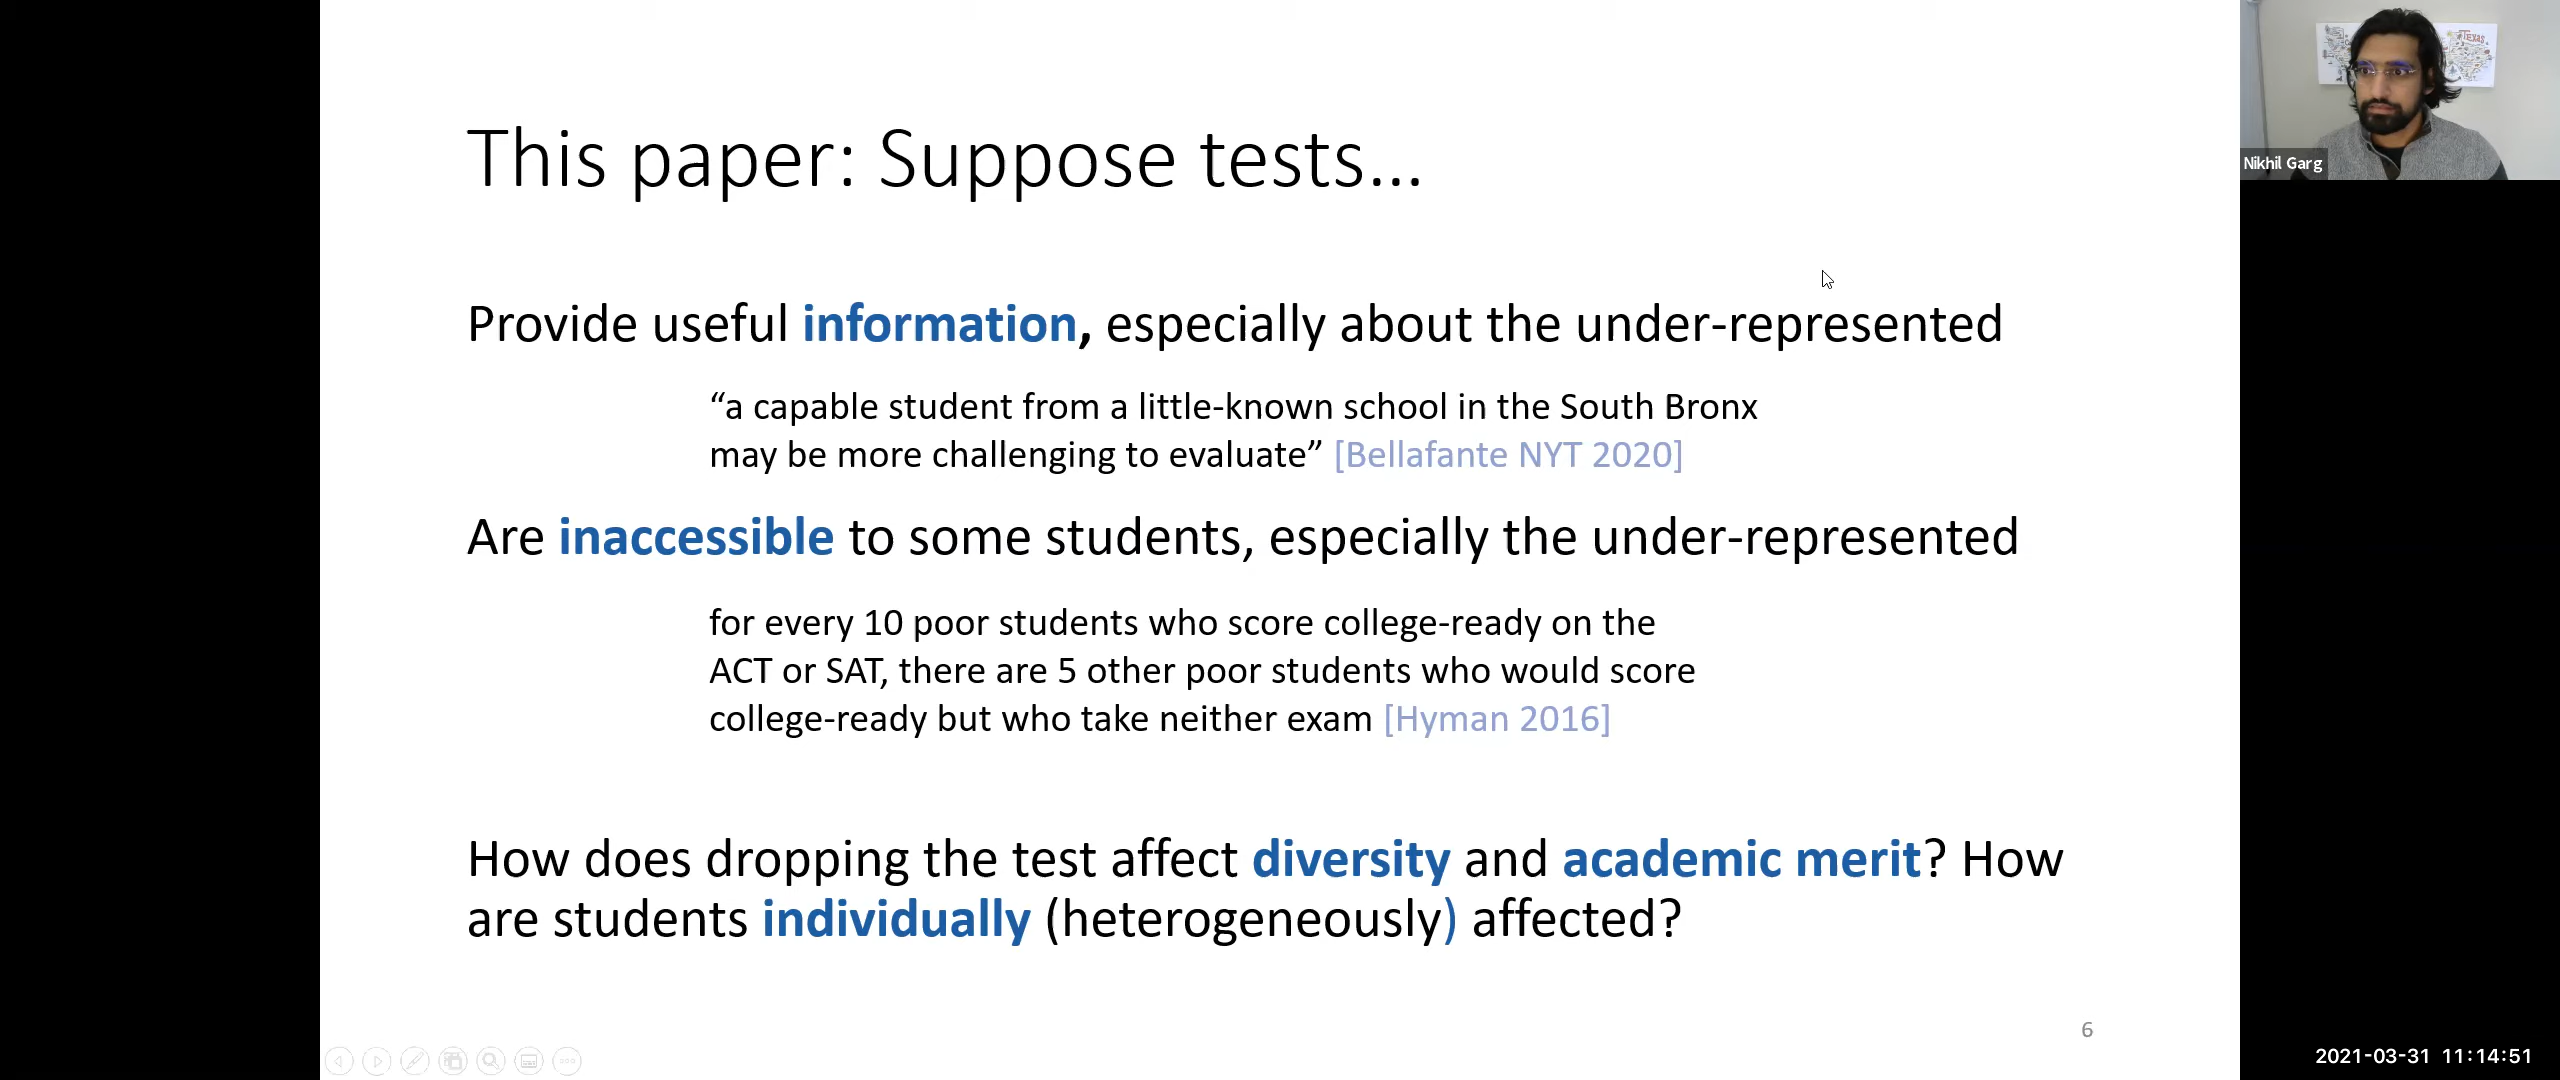 This paper: Suppose tests…
Provide useful information, especially about the under-represented
“a capable student from a little-known school in the South Bronx
may be more challenging to evaluate” [Bellafante NYT 2020]
Are inaccessible to some students, especially the under-represented
for every 10 poor students who score college-ready on the
ACT or SAT, there are 5 other poor students who would score
college-ready but who take neither exam [Hyman 2016]
How does dropping the test affect diversity and academic merit? How
are students individually (heterogeneously) affected?
6
TEXAS
Nikhil Garg
2021-03-31 11:14:51